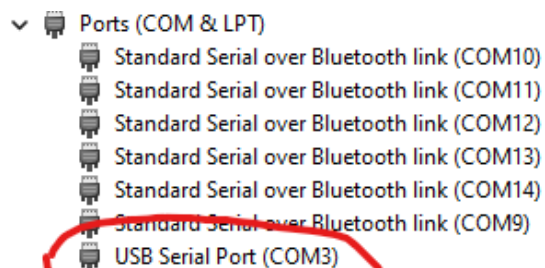 Ports (COM & LPT)
Standard Serial over Bluetooth link (COM10)
Standard Serial over Bluetooth link (COM11)
Standard Serial over Bluetooth link (COM12)
Standard Serial over Bluetooth link (COM13)
Standard Serial over Bluetooth link (COM14)
Standard Serial over Bluetooth link (COM9)
USB Serial Port (COM3)